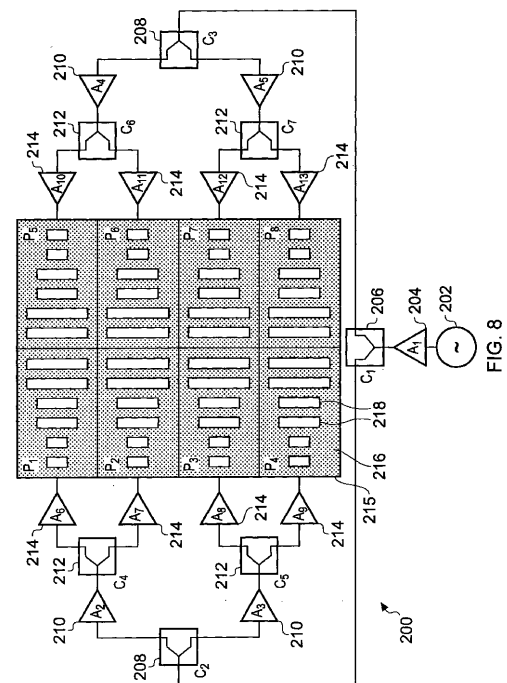 208
C3
210
A4
A5
210
212
C6
C7
212
214
A10
A11
214
214
A12
A13
214
P5
P6
P7
P8
P1
P2
P3
P4
218
216
215
206
C1
204
A1
202
~
214
A6
A7
214
214
A8
A9
214
212
C4
C5
212
210
A2
A3
210
208
C2
200
FIG. 8